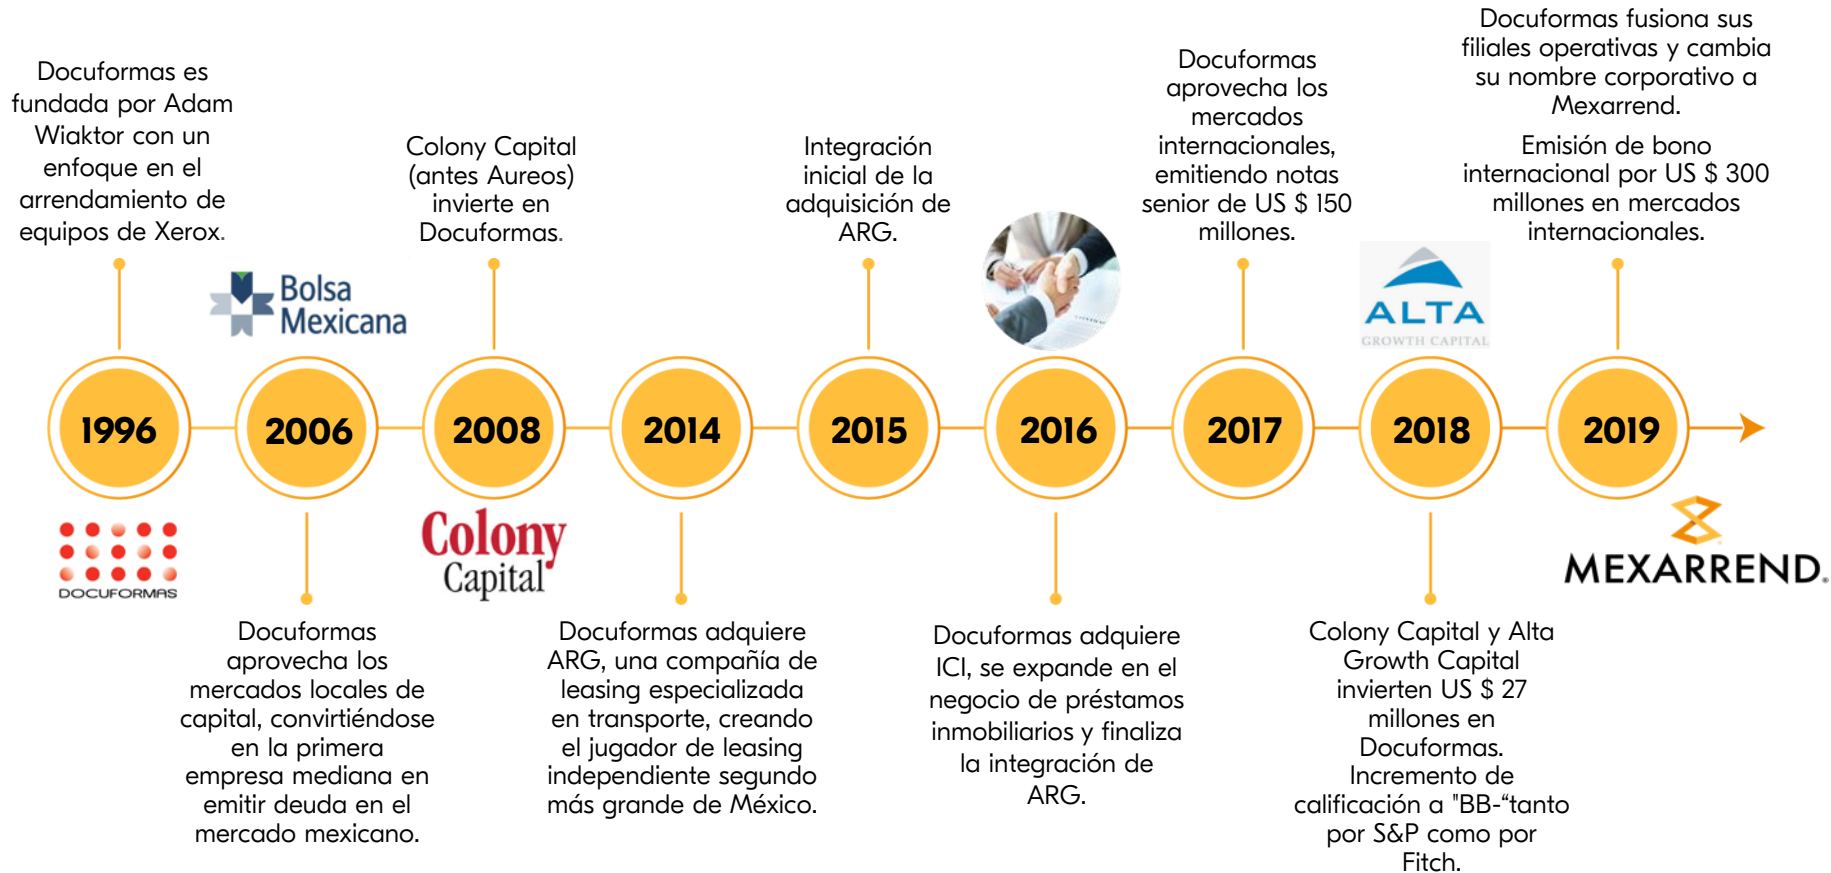 Docuformas es
fundada por Adam
Wiaktor con un
enfoque en el
arrendamiento de
equipos de Xerox.
Bolsa
Mexicana
Colony Capital
(antes Aureos)
invierte en
Docuformas.
Integración
inicial de la
adquisición de
ARG.
Docuformas
aprovecha los
mercados
internacionales,
emitiendo notas
senior de US $ 150
millones.
ALTA
GROWTH CAPITAL
Docuformas fusiona sus
filiales operativas y cambia
su nombre corporativo a
Mexarrend.
Emisión de bono
internacional por US $ 300
millones en mercados
internacionales.
1996
2006
2008
2014
2015
2016
2017
2018
2019
DOCUFORMAS
Docuformas
aprovecha los
mercados locales de
capital, convirtiéndose
en la primera
empresa mediana en
emitir deuda en el
mercado mexicano.
Colony
Capital
Docuformas adquiere
ARG, una compañía de
leasing especializada
en transporte, creando
el jugador de leasing
independiente segundo
más grande de México.
Docuformas adquiere
ICI, se expande en el
negocio de préstamos
inmobiliarios y finaliza
la integración de
ARG.
Colony Capital y Alta
Growth Capital
invierten US $ 27
millones en
Docuformas.
Incremento de
calificación a "BB-“tanto
por S&P como por
Fitch.
MEXARREND®